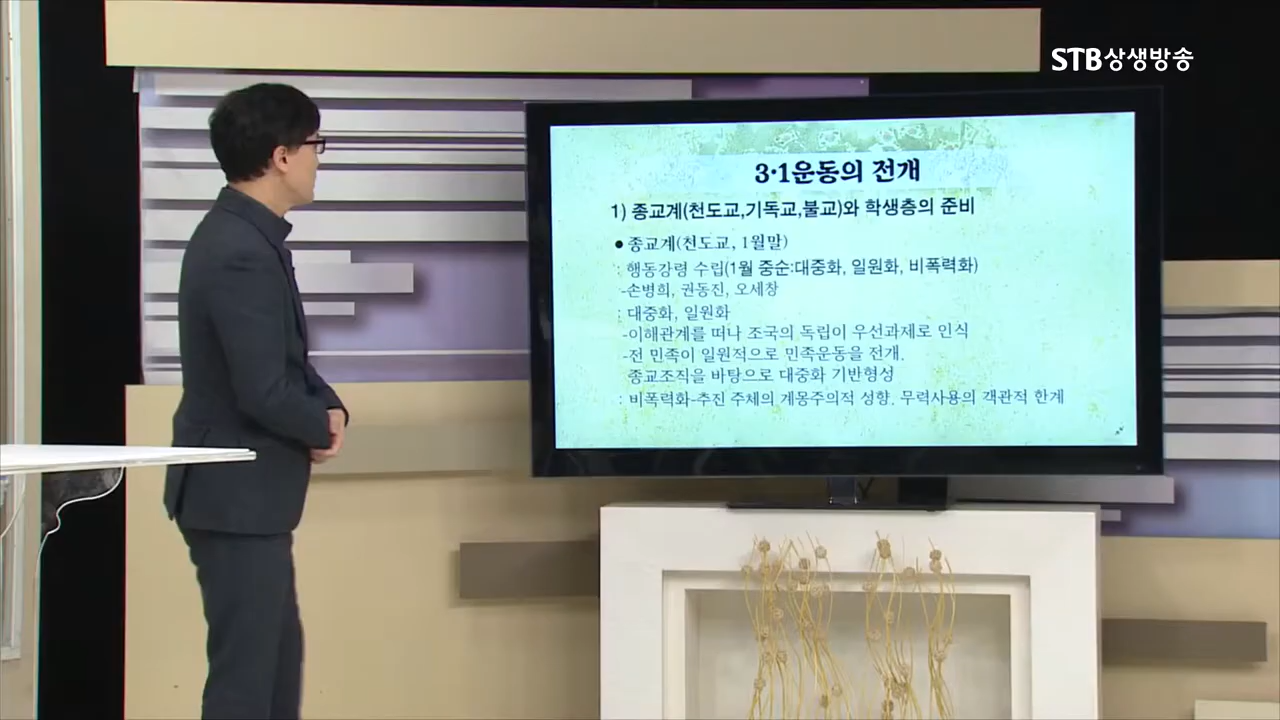 STB상생방송
3·1운동의 전개
1) 종교계(천도교,기독교,불교)와 학생층의 준비
● 종교계(천도교, 1월말)
: 행동강령 수립(1월 중순:대중화, 일원화, 비폭력화)
-손병희, 권동진, 오세창
: 대중화, 일원화
-이해관계를 떠나 조국의 독립이 우선과제로 인식
-전 민족이 일원적으로 민족운동을 전개.
종교조직을 바탕으로 대중화 기반형성
: 비폭력화-추진 주체의 계몽주의적 성향. 무력사용의 객관적 한계